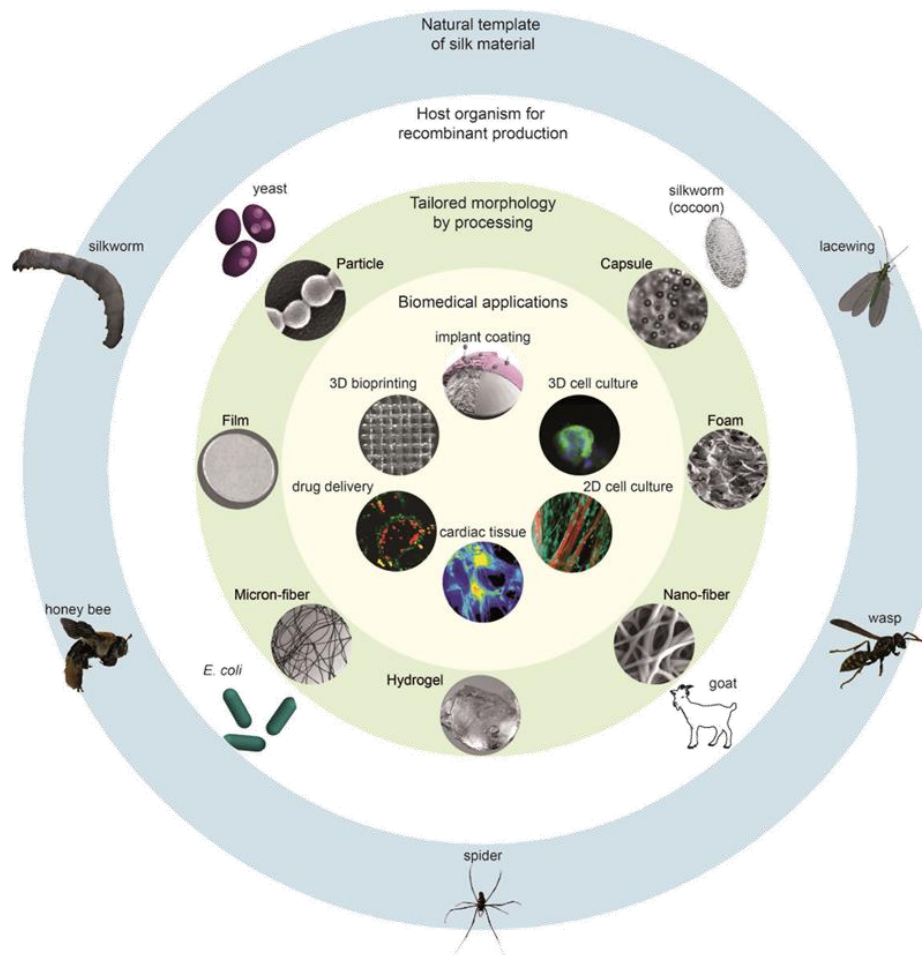 Natural template
of silk material
Host organism for
recombinant production
yeast
silkworm
(cocoon)
Tailored morphology
by processing
silkworm
lacewing
Particle
Capsule
Biomedical applications
implant coating
3D bioprinting
3D cell culture
Film
Foam
drug delivery
2D cell culture
cardiac tissue
Micron-fiber
Nano-fiber
honey bee
wasp
E. coli
Hydrogel
goat
spider